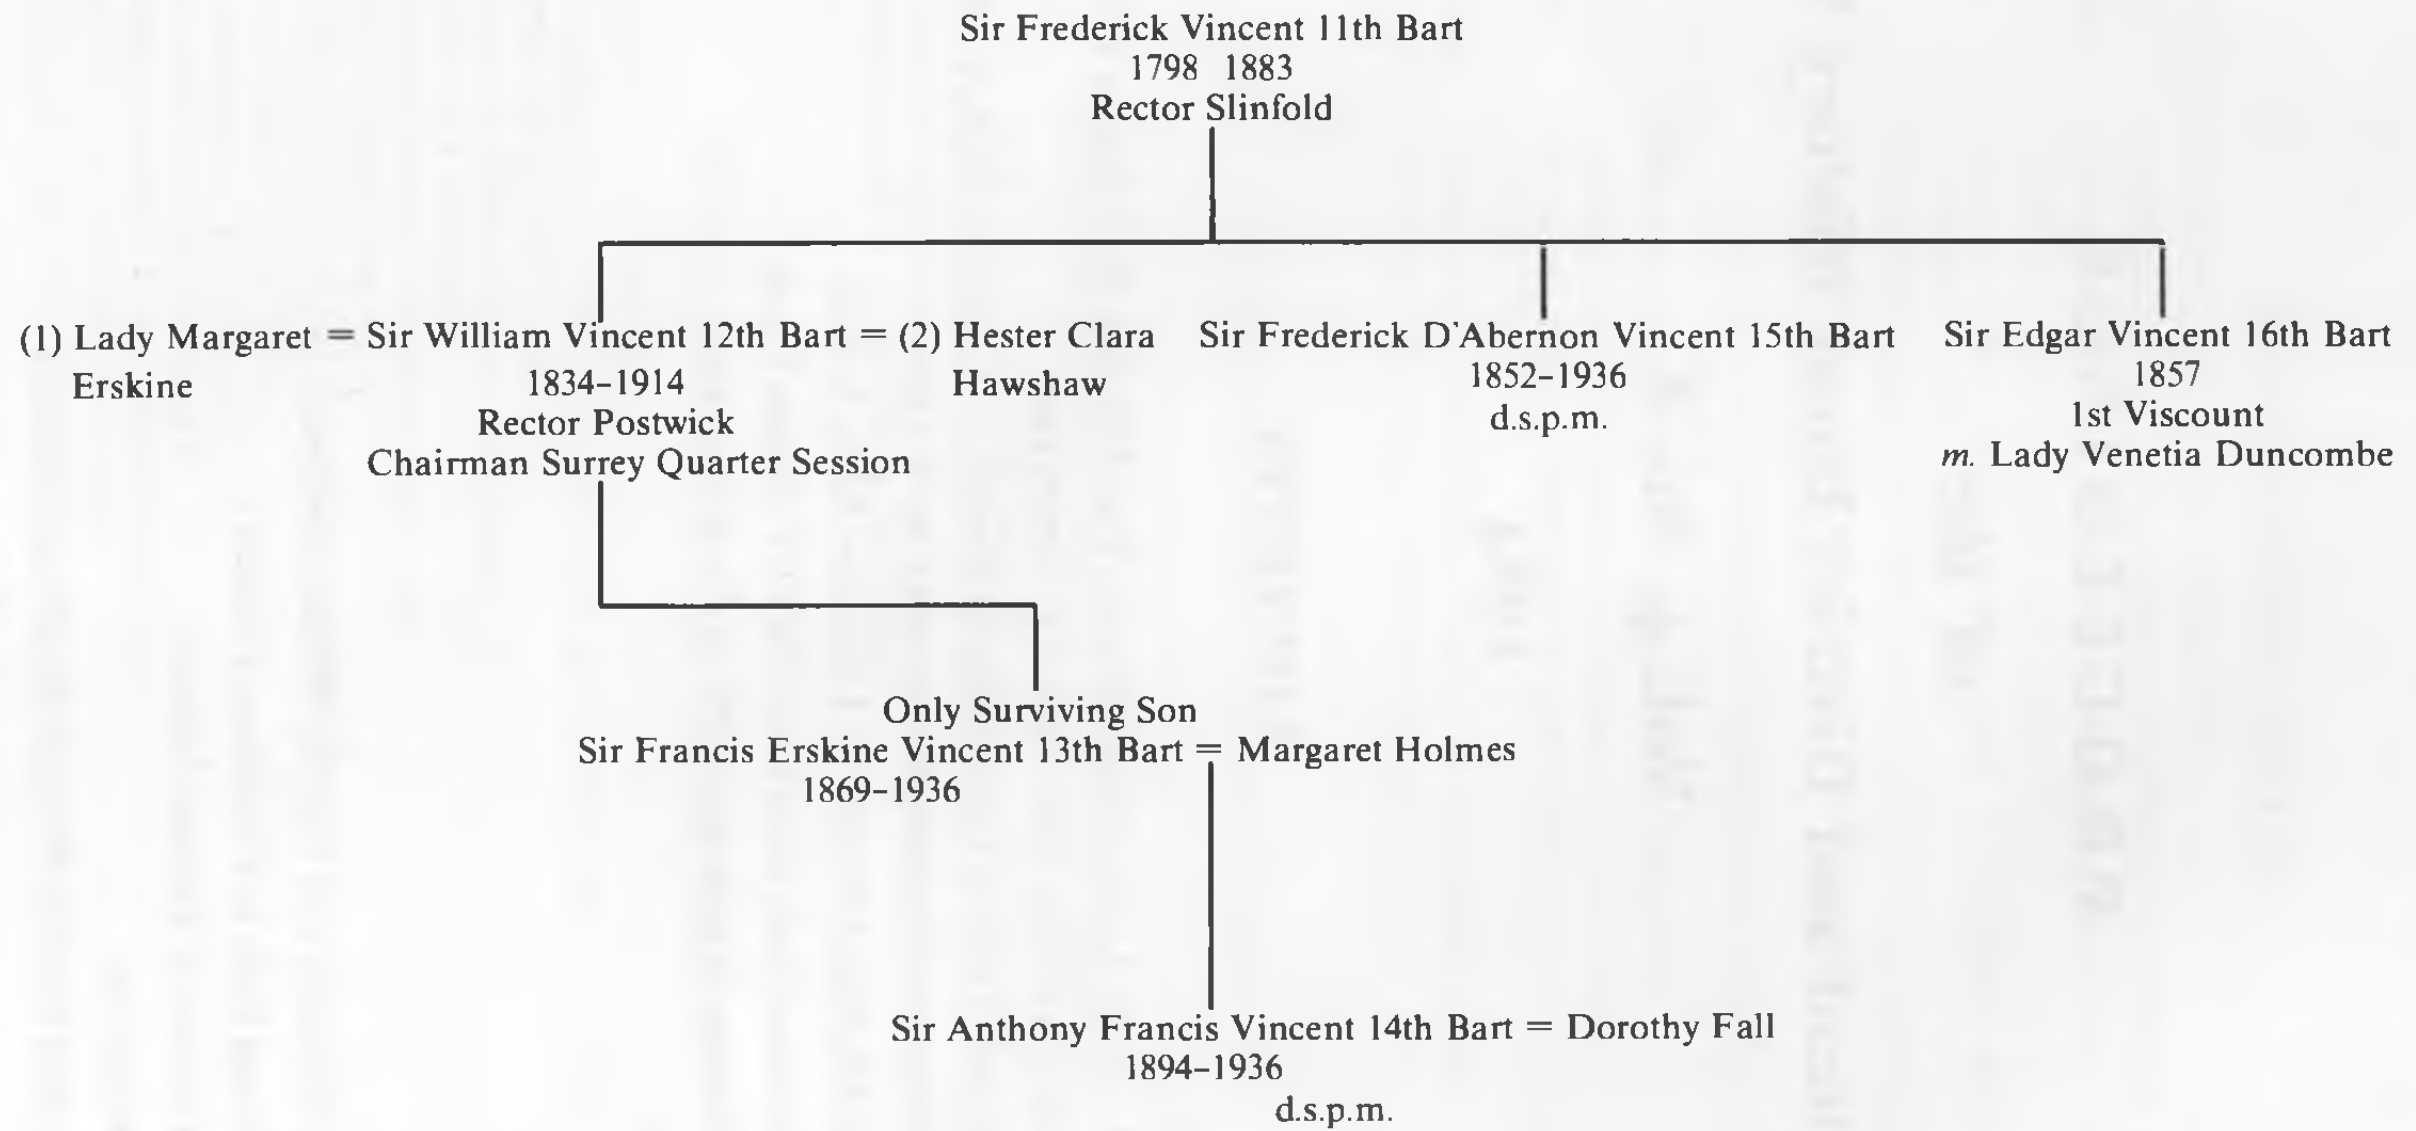 Sir Frederick Vincent 11th Bart
1798 1883
Rector Slinfold
(1) Lady Margaret = Sir William Vincent 12th Bart = (2) Hester Clara
Erskine
Hawshaw
1834-1914
Rector Postwick
Chairman Surrey Quarter Session
Sir Frederick D'Abernon Vincent 15th Bart
1852-1936
d.s.p.m.
Sir Edgar Vincent 16th Bart
1857
1st Viscount
m. Lady Venetia Duncombe
Only Surviving Son
Sir Francis Erskine Vincent 13th Bart = Margaret Holmes
1869-1936
Sir Anthony Francis Vincent 14th Bart = Dorothy Fall
1894-1936
d.s.p.m.